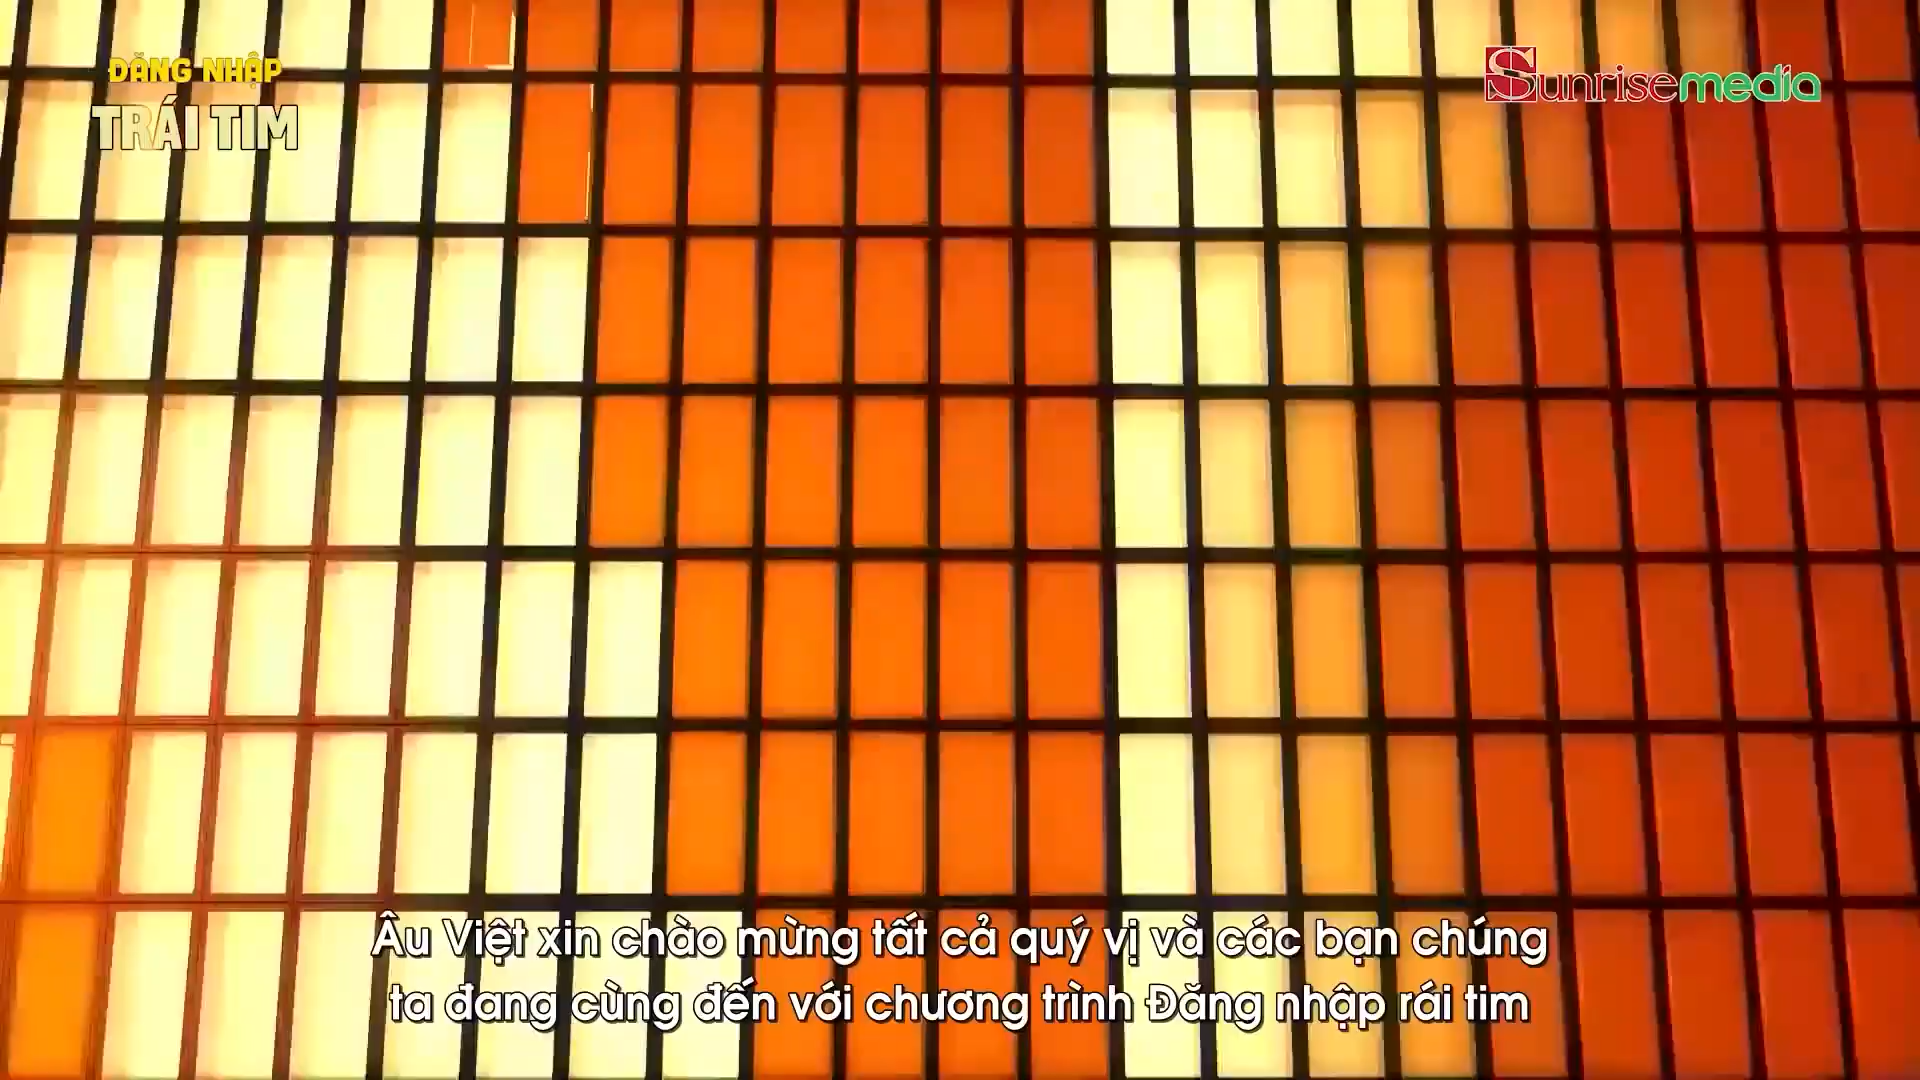 ĐĂNG NHẬP
TRÁI TIM
Sunrisemedia
Âu Việt xin chào mừng tất cả quý vị và các bạn chúng
ta đang cùng đến với chương trình Đăng nhập rái tim